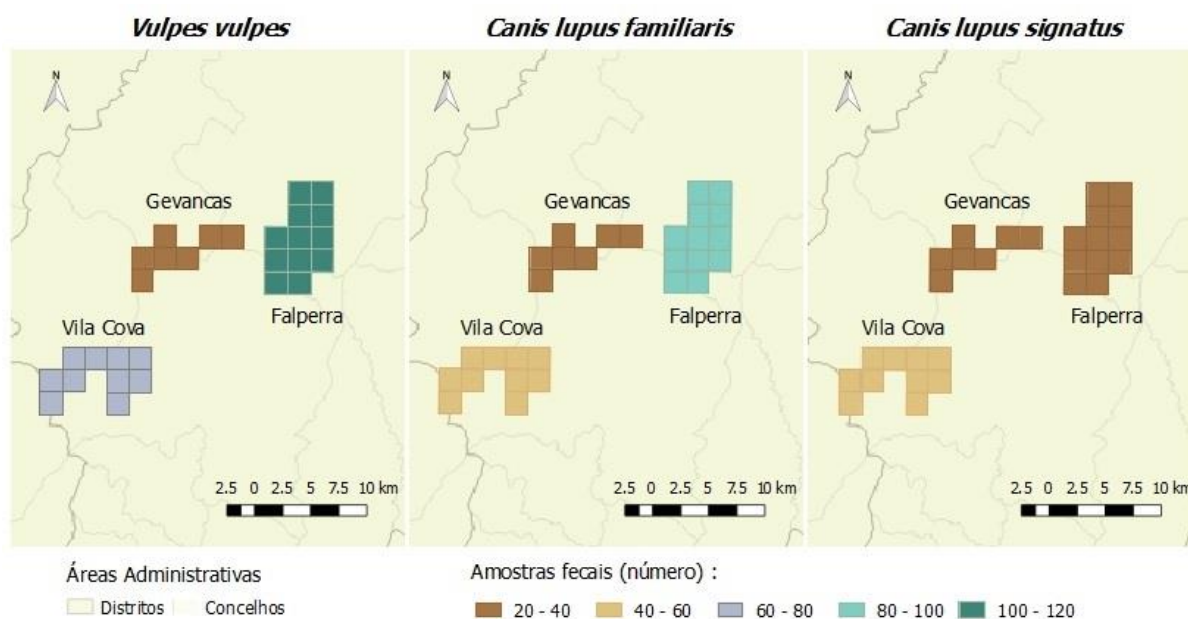 Vulpes vulpes
Canis lupus familiaris
Canis lupus signatus
N
N
N
Gevancas
Gevancas
Gevancas
Falperra
Falperra
Falperra
Vila Cova
Vila Cova
Vila Cova
2.5 0 2.5 5 7.5 10 km
2.5 0 2.5 5 7.5 10 km
2.5 0 2.5 5 7.5 10 km
Áreas Administrativas
Distritos Concelhos
Amostras fecais (número) :
20 - 40 40 - 60 60 - 80 80 - 100 100 - 120